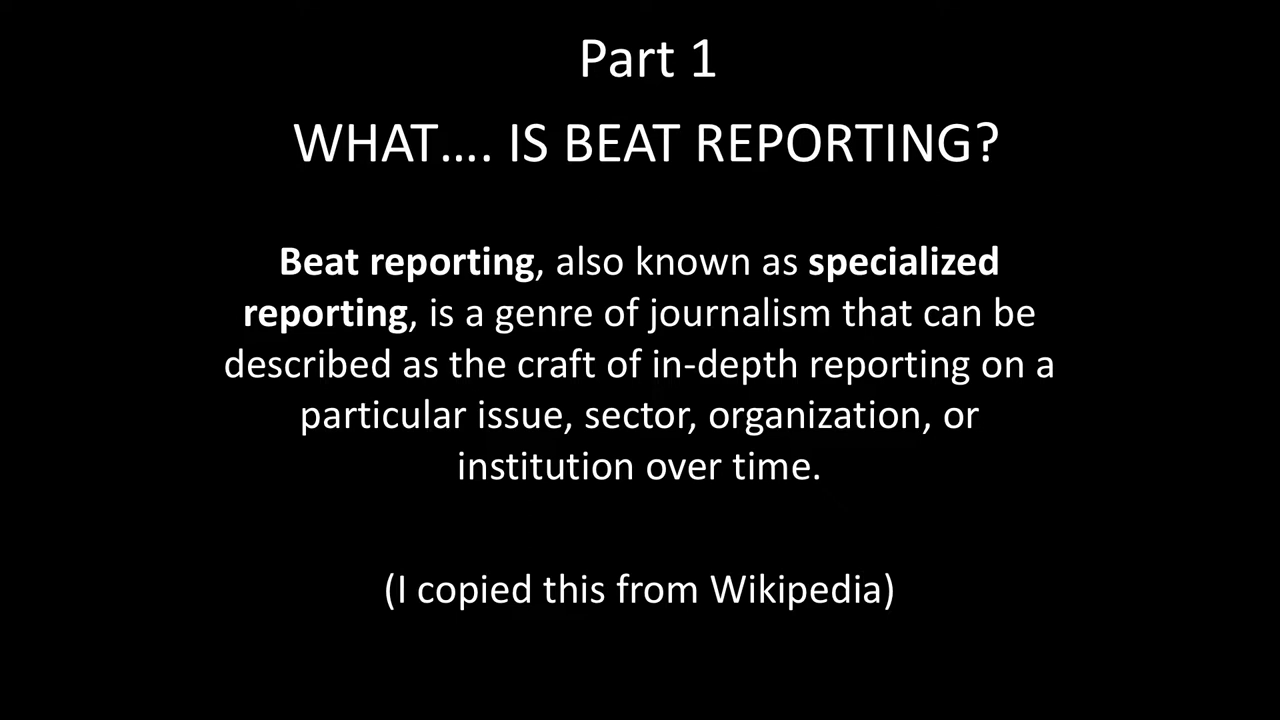 Part 1
WHAT…. IS BEAT REPORTING?
Beat reporting, also known as specialized
reporting, is a genre of journalism that can be
described as the craft of in-depth reporting on a
particular issue, sector, organization, or
institution over time.
(I copied this from Wikipedia)